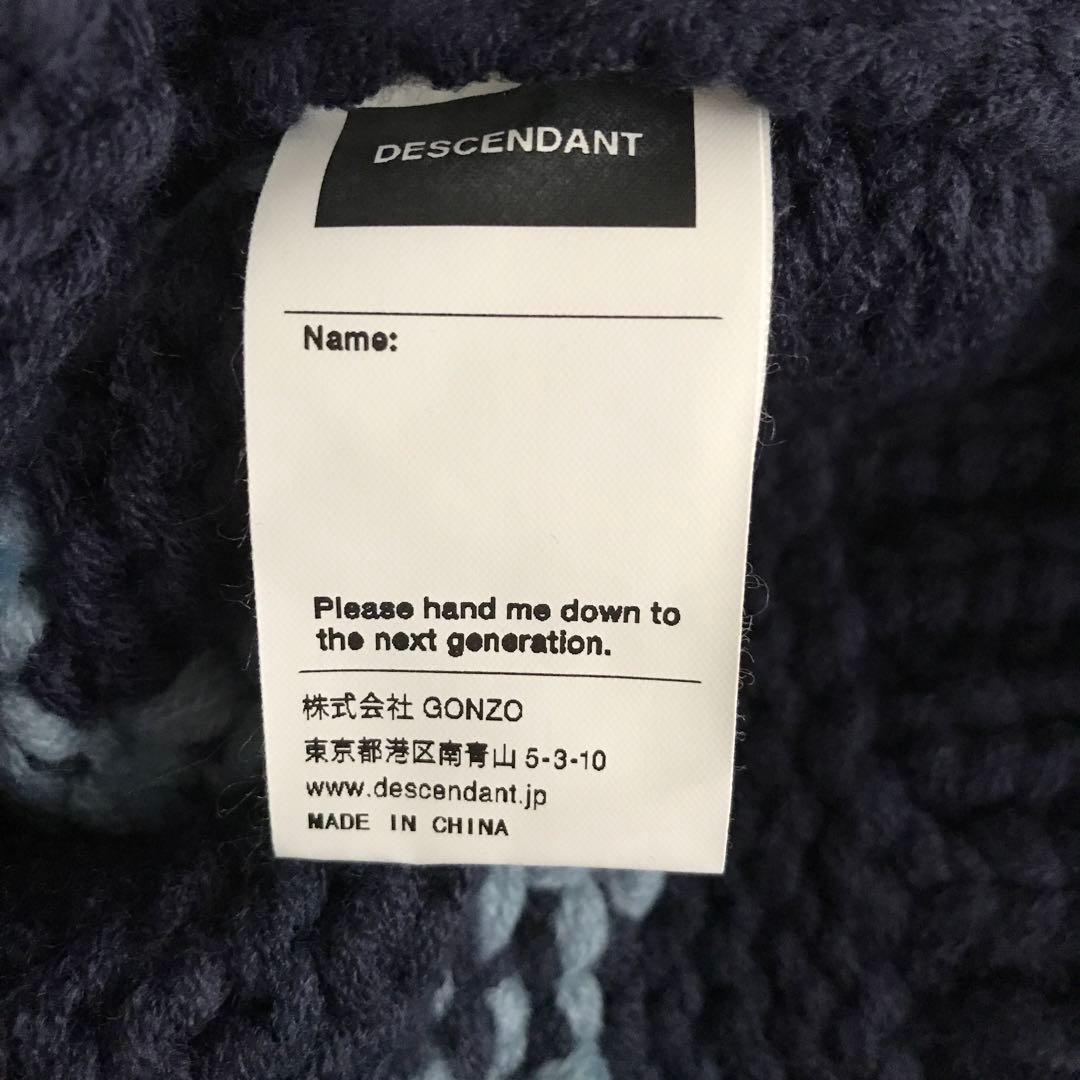 DESCENDANT
Name:
Please hand me down to
the next generation.
株式会社 GONZO
東京都港区南青山 5-3-10
www.descendant.jp
MADE IN CHINA